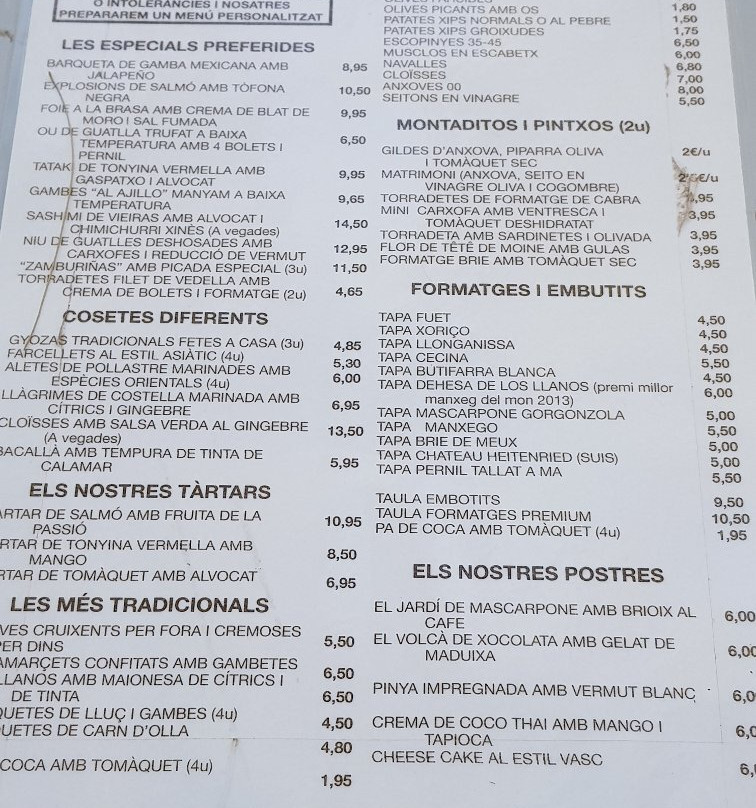 O INTOLERÀNCIES I NOSATRES
PREPARAREM UN MENÚ PERSONALITZAT
LES ESPECIALS PREFERIDES
BARQUETA DE GAMBA MEXICANA AMB
JALAPEÑO 8,95
EXPLOSIONS DE SALMÓ AMB TÒFONA
NEGRA 10,50
FOIE A LA BRASA AMB CREMA DE BLAT DE
MORO I SAL FUMADA 9,95
OU DE GUATLLA TRUFAT A BAIXA
TEMPERATURA AMB 4 BOLETS I
PERNIL 6,50
TATAK DE TONYINA VERMELLA AMB
GASPATXO I ALVOCAT 9,95
GAMBES "AL AJILLO" MANYAM A BAIXA
TEMPERATURA 9,65
SASHIMI DE VIEIRAS AMB ALVOCAT I
CHIMICHURRI XINÈS (A vegades) 14,50
NIU DE GUATLLES DESHOSADES AMB
CARXOFES I REDUCCIÓ DE VERMUT 12,95
"ZAMBURIÑAS" AMB PICADA ESPECIAL (3u) 11,50
TORRADETES FILET DE VEDELLA AMB
CREMA DE BOLETS I FORMATGE (2u) 4,65
COSETES DIFERENTS
GYOZAS TRADICIONALS FETES A CASA (3u) 4,85
FARCELLETS AL ESTIL ASIÀTIC (4u) 5,30
ALETES DE POLLASTRE MARINADES AMB
ESPÈCIES ORIENTALS (4u) 6,00
LLÀGRIMES DE COSTELLA MARINADA AMB
CÍTRICS I GINGEBRE 6,95
CLOÏSSES AMB SALSA VERDA AL GINGEBRE
(A vegades) 13,50
BACALLÀ AMB TEMPURA DE TINTA DE
CALAMAR 5,95
ELS NOSTRES TÀRTARS
ARTAR DE SALMÓ AMB FRUITA DE LA
PASSIÓ 10,95
RTAR DE TONYINA VERMELLA AMB
MANGO 8,50
RTAR DE TOMÀQUET AMB ALVOCAT 6,95
LES MÉS TRADICIONALS
VES CRUIXENTS PER FORA I CREMOSES
PER DINS 5,50
AMARÇETS CONFITATS AMB GAMBETES 6,50
LLANOS AMB MAIONESA DE CÍTRICS I
DE TINTA 6,50
QUETES DE LLUÇ I GAMBES (4u) 4,50
UETES DE CARN D'OLLA 4,80
COCA AMB TOMÀQUET (4u) 1,95
OLIVES PICANTS AMB OS 1,80
PATATES XIPS NORMALS O AL PEBRE 1,50
PATATES XIPS GROIXUDES 1,75
ESCOPINYES 35-45 6,50
MUSCLOS EN ESCABETX 6,00
NAVALLES 6,80
CLOÏSSES 7,00
ANXOVES 00 8,00
SEITONS EN VINAGRE 5,50
MONTADITOS I PINTXOS (2u)
GILDES D'ANXOVA, PIPARRA OLIVA
I TOMÀQUET SEC 2€/u
MATRIMONI (ANXOVA, SEITO EN
VINAGRE OLIVA I COGOMBRE)
TORRADETES DE FORMATGE DE CABRA
MINI CARXOFA AMB VENTRESCA I
TOMÀQUET DESHIDRATAT 3,95
TORRADETA AMB SARDINETES I OLIVADA 3,95
FLOR DE TÊTÊ DE MOINE AMB GULAS 3,95
FORMATGE BRIE AMB TOMÀQUET SEC 3,95
FORMATGES I EMBUTITS
TAPA FUET 4,50
TAPA XORIÇO 4,50
TAPA LLONGANISSA 4,50
TAPA CECINA 5,50
TAPA BUTIFARRA BLANCA 4,50
TAPA DEHESA DE LOS LLANOS (premi millor 6,00
manxeg del mon 2013)
TAPA MASCARPONE GORGONZOLA 5,00
TAPA MANXEGO 5,50
TAPA BRIE DE MEUX 5,00
TAPA CHATEAU HEITENRIED (SUIS) 5,00
TAPA PERNIL TALLAT A MA 5,50
TAULA EMBOTITS 9,50
TAULA FORMATGES PREMIUM 10,50
PA DE COCA AMB TOMÀQUET (4u) 1,95
ELS NOSTRES POSTRES
EL JARDÍ DE MASCARPONE AMB BRIOIX AL
CAFE 6,00
EL VOLCÀ DE XOCOLATA AMB GELAT DE
MADUIXA 6,00
PINYA IMPREGNADA AMB VERMUT BLANC 6,0
CREMA DE COCO THAI AMB MANGO I
TAPIOCA 6,0
CHEESE CAKE AL ESTIL VASC 6,